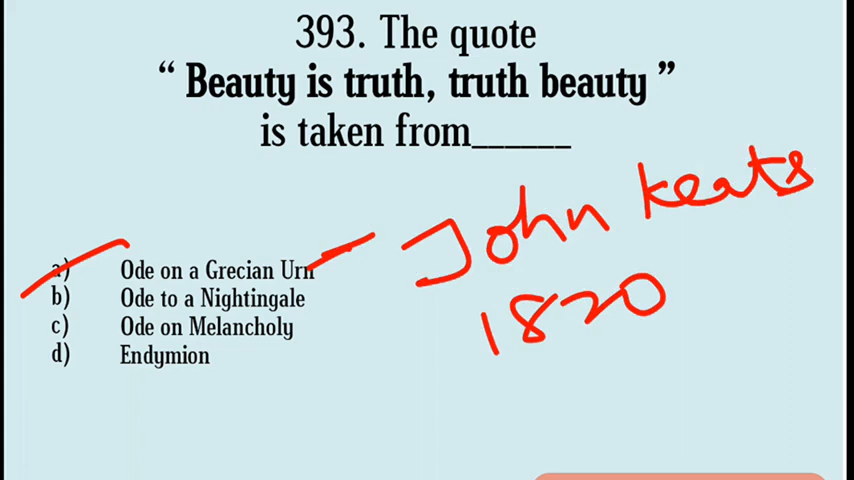 393. The quote
“ Beauty is truth, truth beauty ”
is taken from______
John Keats
1820
a) Ode on a Grecian Urn
b) Ode to a Nightingale
c) Ode on Melancholy
d) Endymion